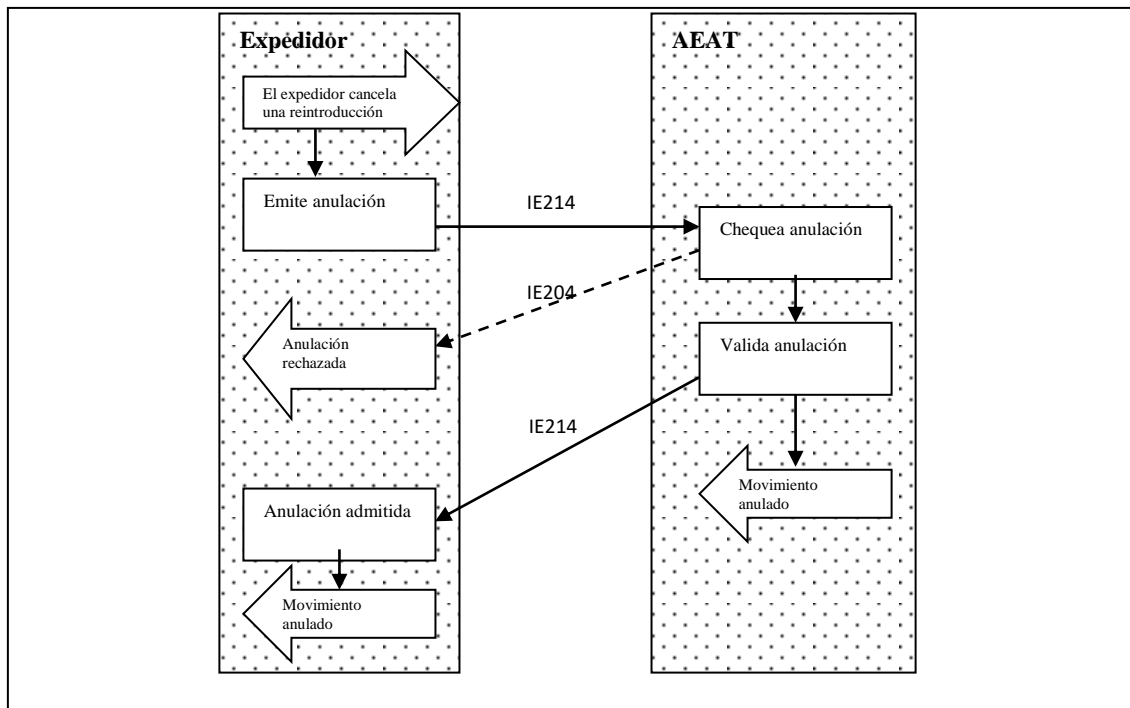 Expedidor
AEAT
El expedidor cancela
una reintroducción
Emite anulación
IE214
Chequea anulación
IE204
Anulación
rechazada
Valida anulación
IE214
Movimiento
anulado
Anulación admitida
Movimiento
anulado